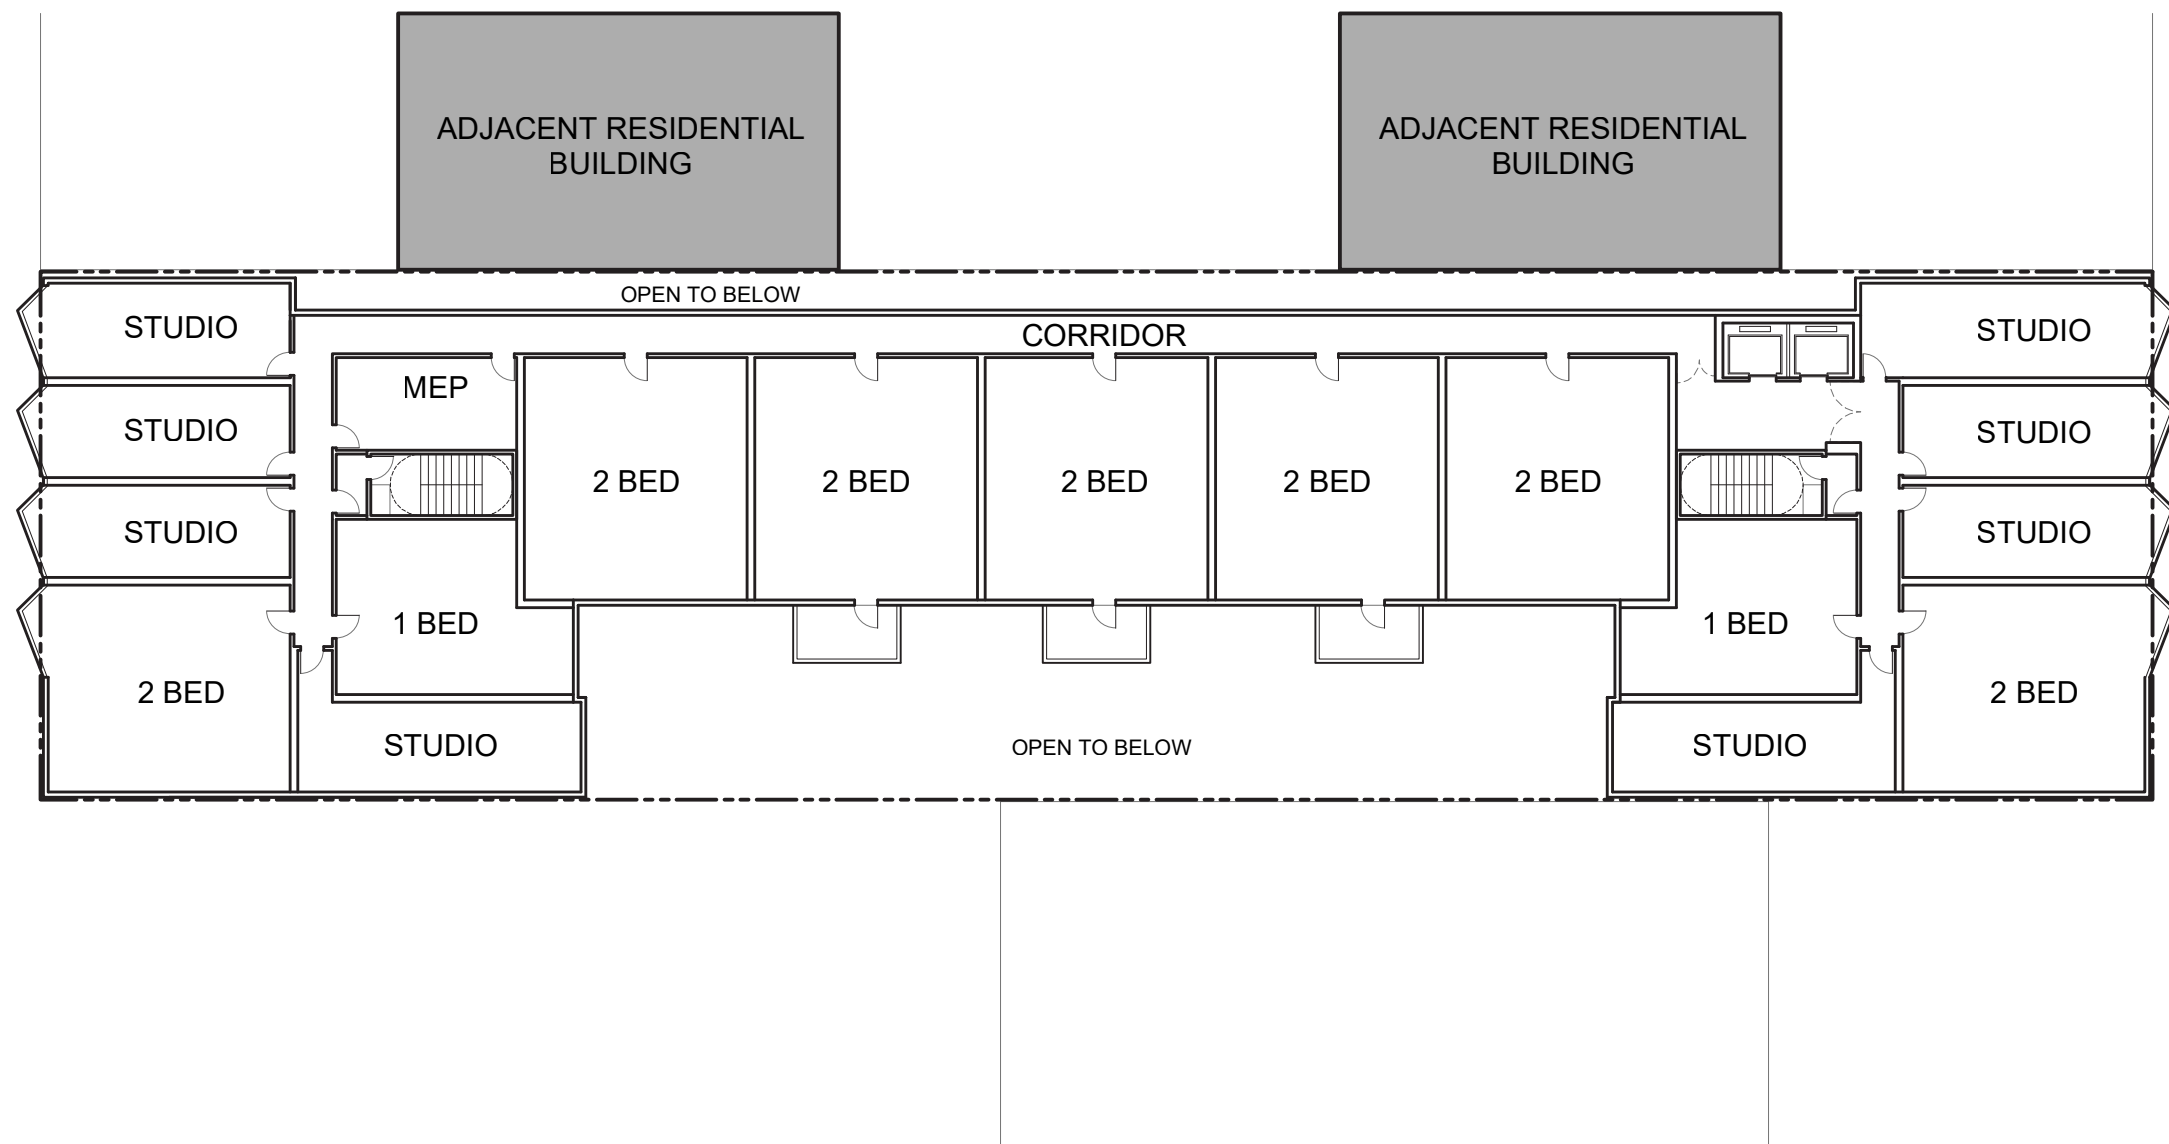 ADJACENT RESIDENTIAL
BUILDING
ADJACENT RESIDENTIAL
BUILDING
OPEN TO BELOW
CORRIDOR
STUDIO
STUDIO
MEP
STUDIO
STUDIO
2 BED
2 BED
2 BED
2 BED
2 BED
STUDIO
STUDIO
1 BED
1 BED
2 BED
2 BED
STUDIO
OPEN TO BELOW
STUDIO